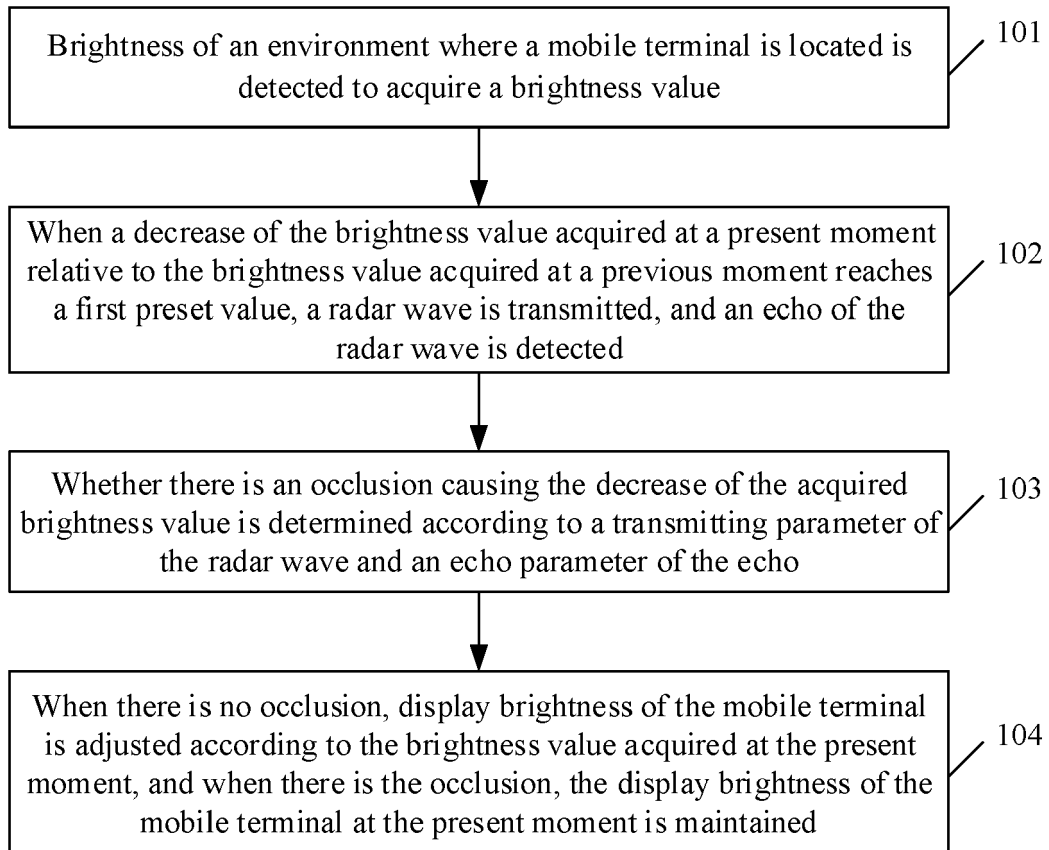 Brightness of an environment where a mobile terminal is located is
detected to acquire a brightness value
101
When a decrease of the brightness value acquired at a present moment
relative to the brightness value acquired at a previous moment reaches
a first preset value, a radar wave is transmitted, and an echo of the
radar wave is detected
102
Whether there is an occlusion causing the decrease of the acquired
brightness value is determined according to a transmitting parameter of
the radar wave and an echo parameter of the echo
103
When there is no occlusion, display brightness of the mobile terminal
is adjusted according to the brightness value acquired at the present
moment, and when there is the occlusion, the display brightness of the
mobile terminal at the present moment is maintained
104